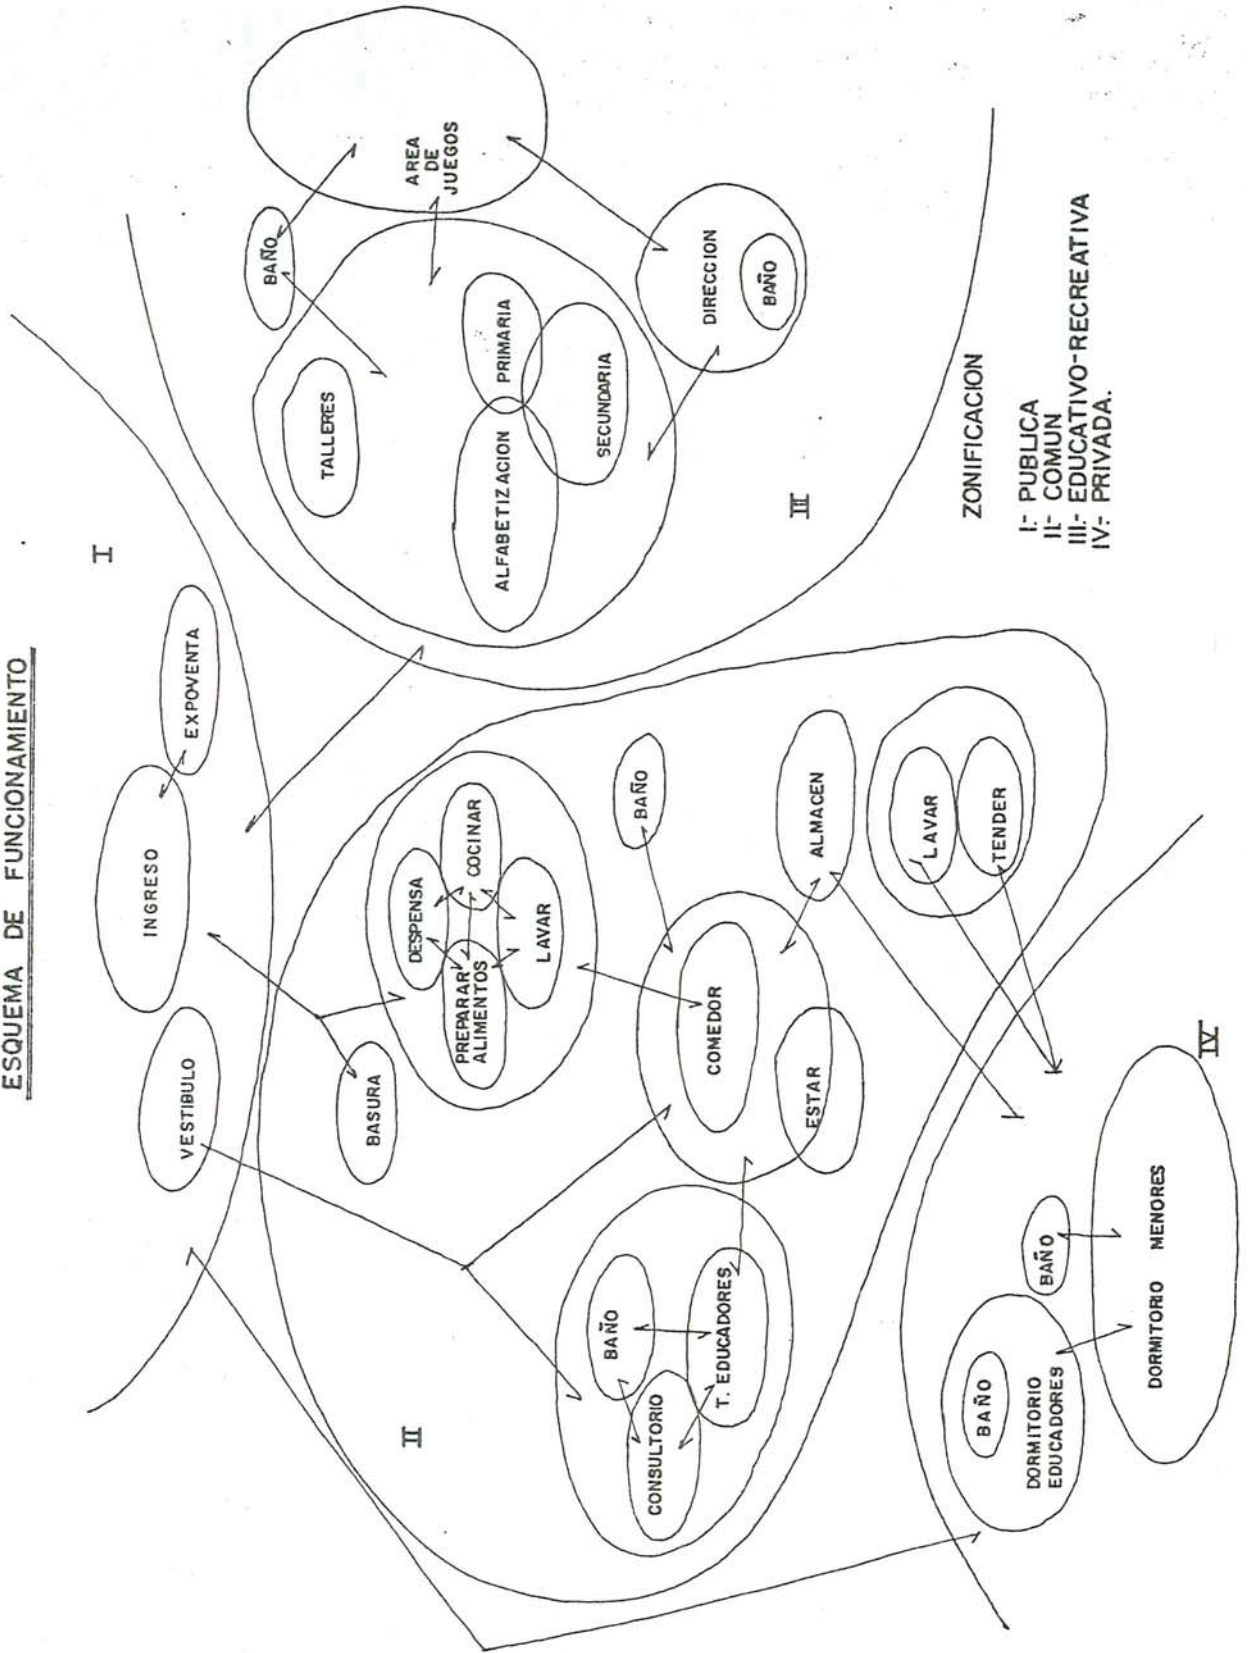 ESQUEMA DE FUNCIONAMIENTO
I
VESTIBULO
INGRESO
EXPOVENTA
II
BASURA
DESPENSA
COCINAR
PREPARAR
ALIMENTOS
LAVAR
BAÑO
CONSULTORIO
T. EDUCADORES
COMEDOR
ESTAR
BAÑO
ALMACEN
LAVAR
TENDER
III
TALLERES
BAÑO
AREA
DE
JUEGOS
ALFABETIZACION
PRIMARIA
SECUNDARIA
DIRECCION
BAÑO
IV
BAÑO
DORMITORIO
EDUCADORES
BAÑO
DORMITORIO MENORES
ZONIFICACION
I.- PUBLICA
II.- COMUN
III.- EDUCATIVO-RECREATIVA
IV.- PRIVADA.